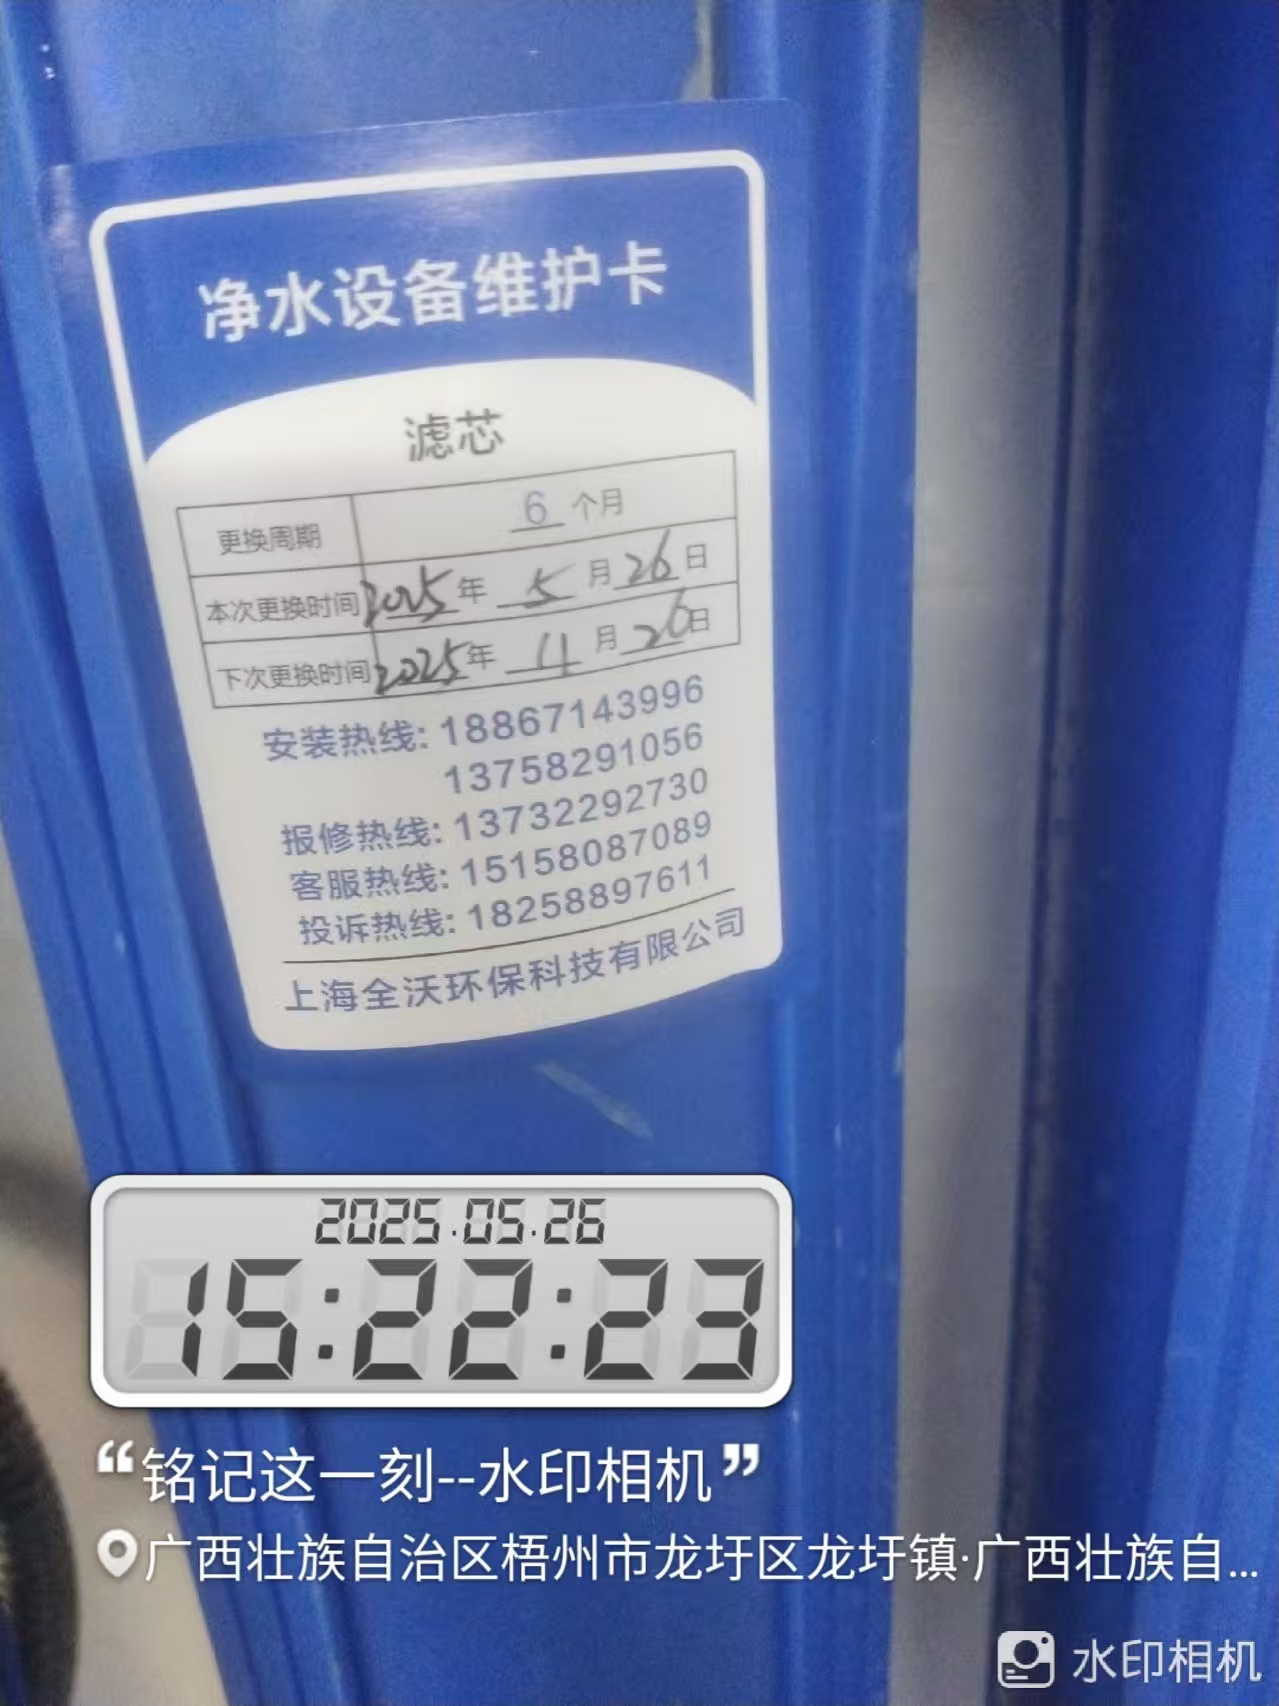 净水设备维护卡
滤芯
更换周期 6 个月
本次更换时间 2025 年 5 月 26 日
下次更换时间 2025 年 11 月 26 日
安装热线: 18867143996
13758291056
报修热线: 13732292730
客服热线: 15158087089
投诉热线: 18258897611
上海全沃环保科技有限公司
2025.05.26
15:22:23
“铭记这一刻--水印相机”
广西壮族自治区梧州市龙圩区龙圩镇·广西壮族自...
水印相机